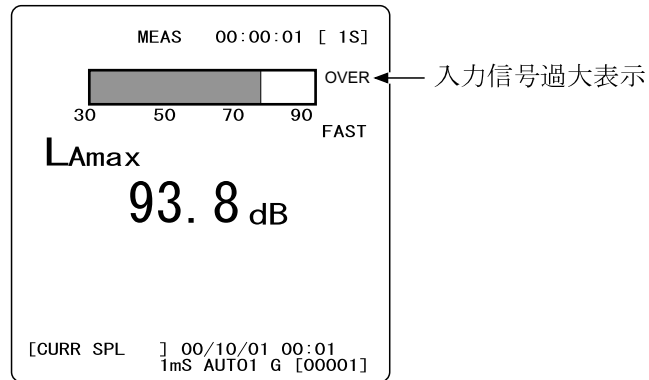 MEAS 00:00:01 [ 1S]
OVER
入力信号過大表示
30 50 70 90
FAST
LAmax
93.8 dB
[CURR SPL ] 00/10/01 00:01
1mS AUTO1 G [00001]